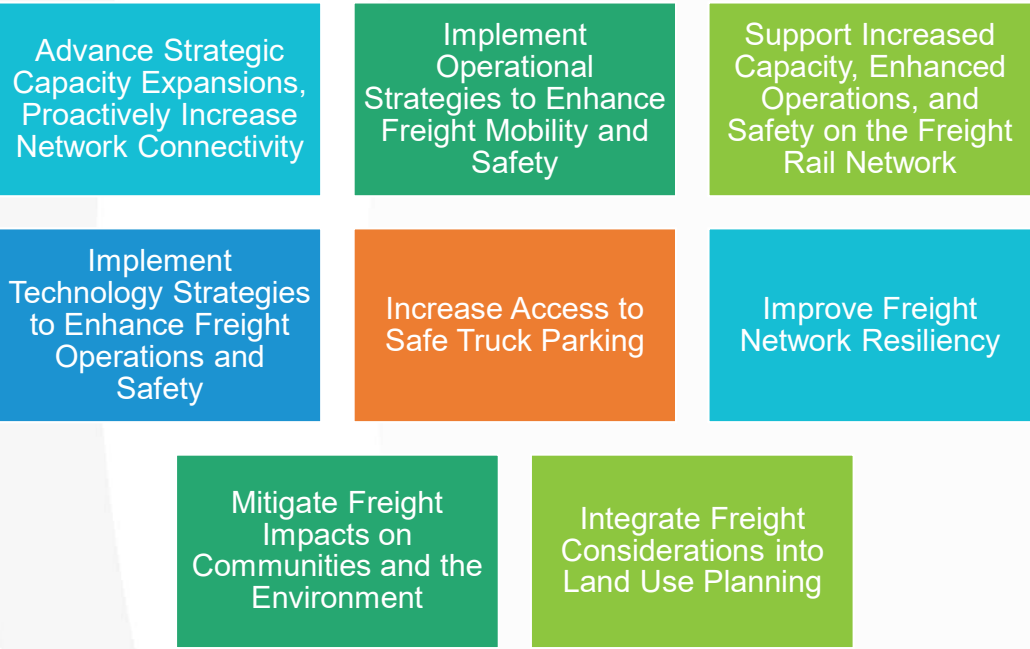 Advance Strategic
Capacity Expansions,
Proactively Increase
Network Connectivity
Implement
Operational
Strategies to Enhance
Freight Mobility and
Safety
Support Increased
Capacity, Enhanced
Operations, and
Safety on the Freight
Rail Network
Implement
Technology Strategies
to Enhance Freight
Operations and
Safety
Increase Access to
Safe Truck Parking
Improve Freight
Network Resiliency
Mitigate Freight
Impacts on
Communities and the
Environment
Integrate Freight
Considerations into
Land Use Planning